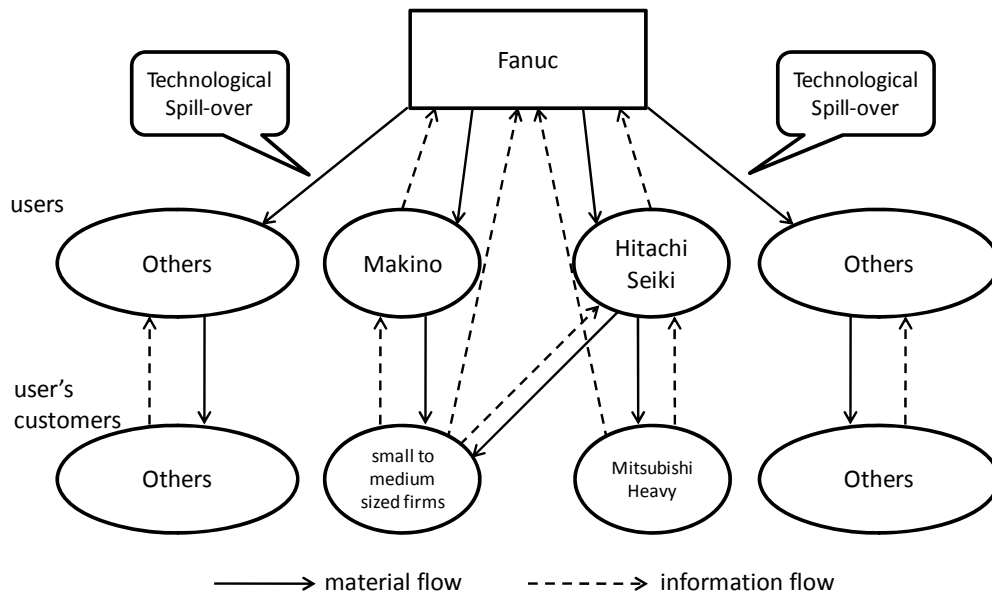 Fanuc
Technological
Spill-over
Technological
Spill-over
users
Others
Makino
Hitachi
Seiki
Others
user's
customers
Others
small to
medium
sized firms
Mitsubishi
Heavy
Others
material flow
information flow